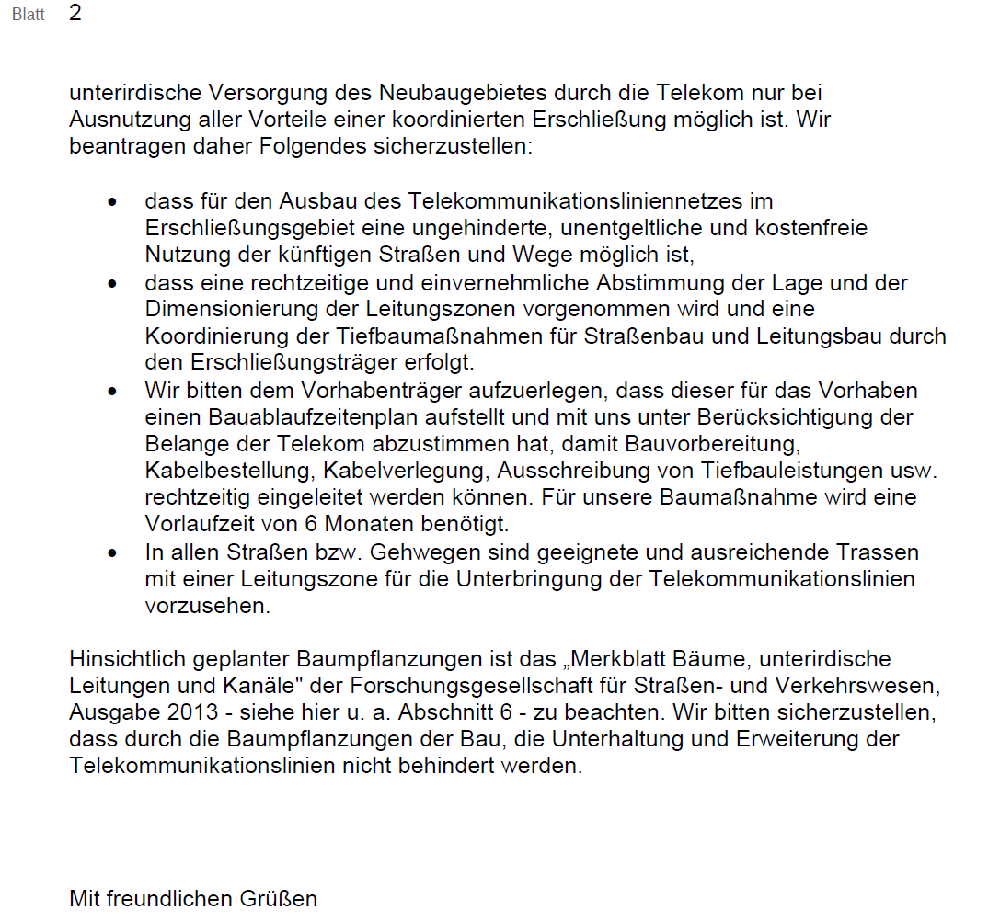 Blatt 2
unterirdische Versorgung des Neubaugebietes durch die Telekom nur bei
Ausnutzung aller Vorteile einer koordinierten Erschließung möglich ist. Wir
beantragen daher Folgendes sicherzustellen:
• dass für den Ausbau des Telekommunikationsliniennetzes im
Erschließungsgebiet eine ungehinderte, unentgeltliche und kostenfreie
Nutzung der künftigen Straßen und Wege möglich ist,
• dass eine rechtzeitige und einvernehmliche Abstimmung der Lage und der
Dimensionierung der Leitungszonen vorgenommen wird und eine
Koordinierung der Tiefbaumaßnahmen für Straßenbau und Leitungsbau durch
den Erschließungsträger erfolgt.
• Wir bitten dem Vorhabenträger aufzuerlegen, dass dieser für das Vorhaben
einen Bauablaufzeitenplan aufstellt und mit uns unter Berücksichtigung der
Belange der Telekom abzustimmen hat, damit Bauvorbereitung,
Kabelbestellung, Kabelverlegung, Ausschreibung von Tiefbauleistungen usw.
rechtzeitig eingeleitet werden können. Für unsere Baumaßnahme wird eine
Vorlaufzeit von 6 Monaten benötigt.
• In allen Straßen bzw. Gehwegen sind geeignete und ausreichende Trassen
mit einer Leitungszone für die Unterbringung der Telekommunikationslinien
vorzusehen.
Hinsichtlich geplanter Baumpflanzungen ist das „Merkblatt Bäume, unterirdische
Leitungen und Kanäle" der Forschungsgesellschaft für Straßen- und Verkehrswesen,
Ausgabe 2013 - siehe hier u. a. Abschnitt 6 - zu beachten. Wir bitten sicherzustellen,
dass durch die Baumpflanzungen der Bau, die Unterhaltung und Erweiterung der
Telekommunikationslinien nicht behindert werden.
Mit freundlichen Grüßen